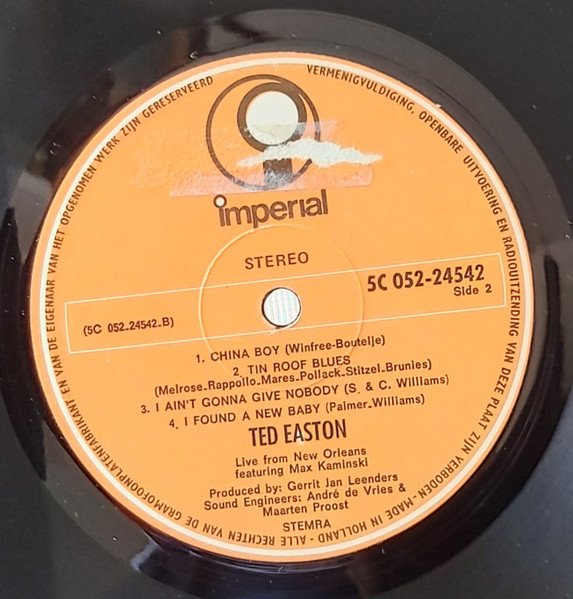 imperial
STEREO
5C 052-24542
Side 2
(5C 052-24542-B)
1. CHINA BOY (Winfree-Boutelje)
2. TIN ROOF BLUES
(Melrose-Rappollo-Mares-Pollack-Stitzel-Brunies)
3. I AIN'T GONNA GIVE NOBODY (S. & C. Williams)
4. I FOUND A NEW BABY (Palmer-Williams)
TED EASTON
Live from New Orleans
featuring Max Kaminski
Produced by: Gerrit Jan Leenders
Sound Engineers: André de Vries &
Maarten Proost
STEMRA
MADE IN HOLLAND - ALLE RECHTEN VAN DE GRAMOFOONPLATENFABRIKANT EN VAN DE EIGENAAR VAN HET OPGENOMEN WERK ZIJN GERESERVEERD VERMENIGVULDIGING, OPENBARE UITVOERING EN RADIOUITZENDING VAN DEZE PLAAT ZIJN VERBODEN -